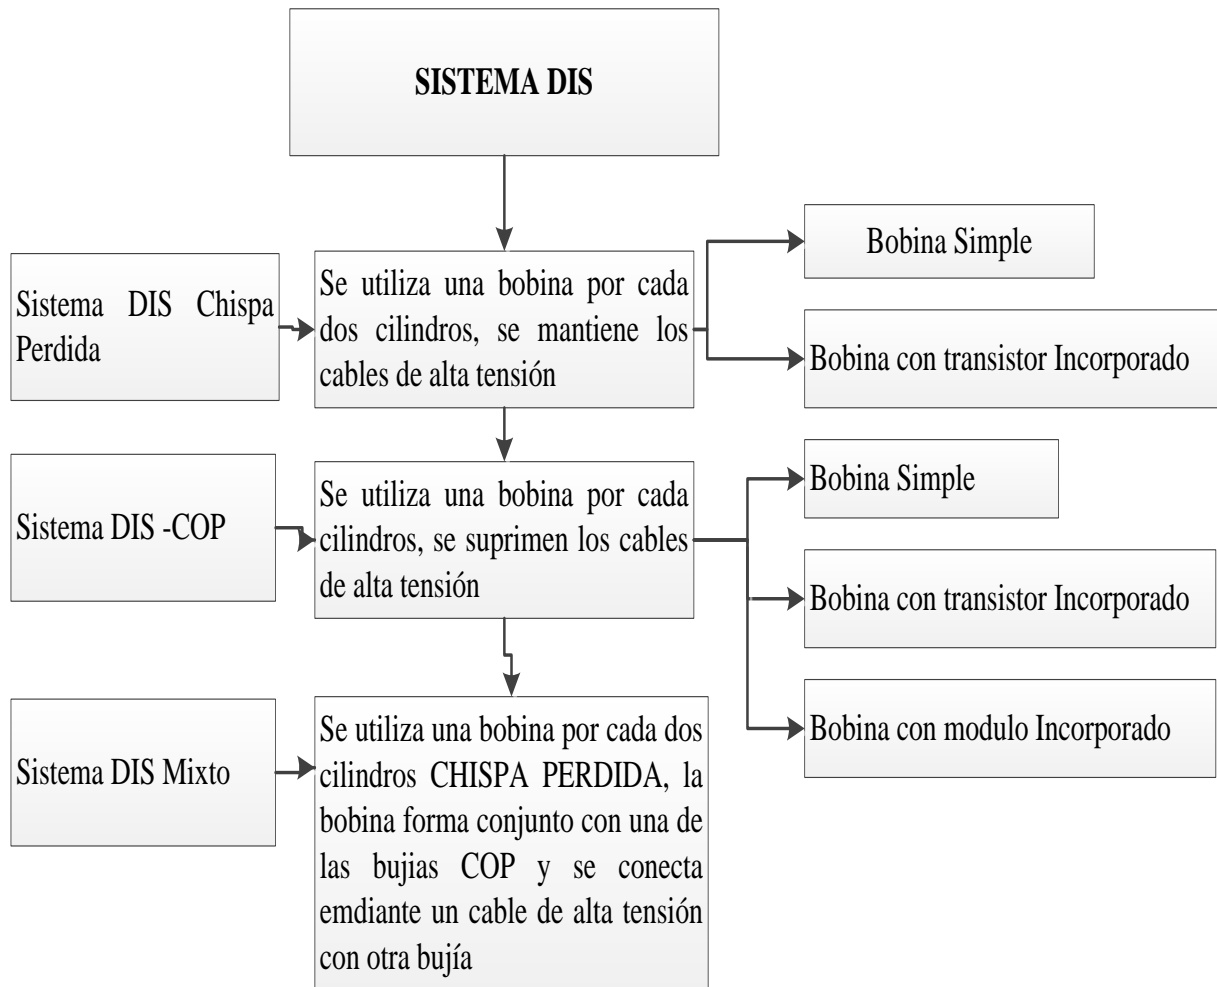 SISTEMA DIS
Sistema DIS Chispa
Perdida
Se utiliza una bobina por cada
dos cilindros, se mantiene los
cables de alta tensión
Bobina Simple
Bobina con transistor Incorporado
Sistema DIS -COP
Se utiliza una bobina por cada
cilindros, se suprimen los cables
de alta tensión
Bobina Simple
Bobina con transistor Incorporado
Bobina con modulo Incorporado
Sistema DIS Mixto
Se utiliza una bobina por cada dos
cilindros CHISPA PERDIDA, la
bobina forma conjunto con una de
las bujias COP y se conecta
emdiante un cable de alta tensión
con otra bujía